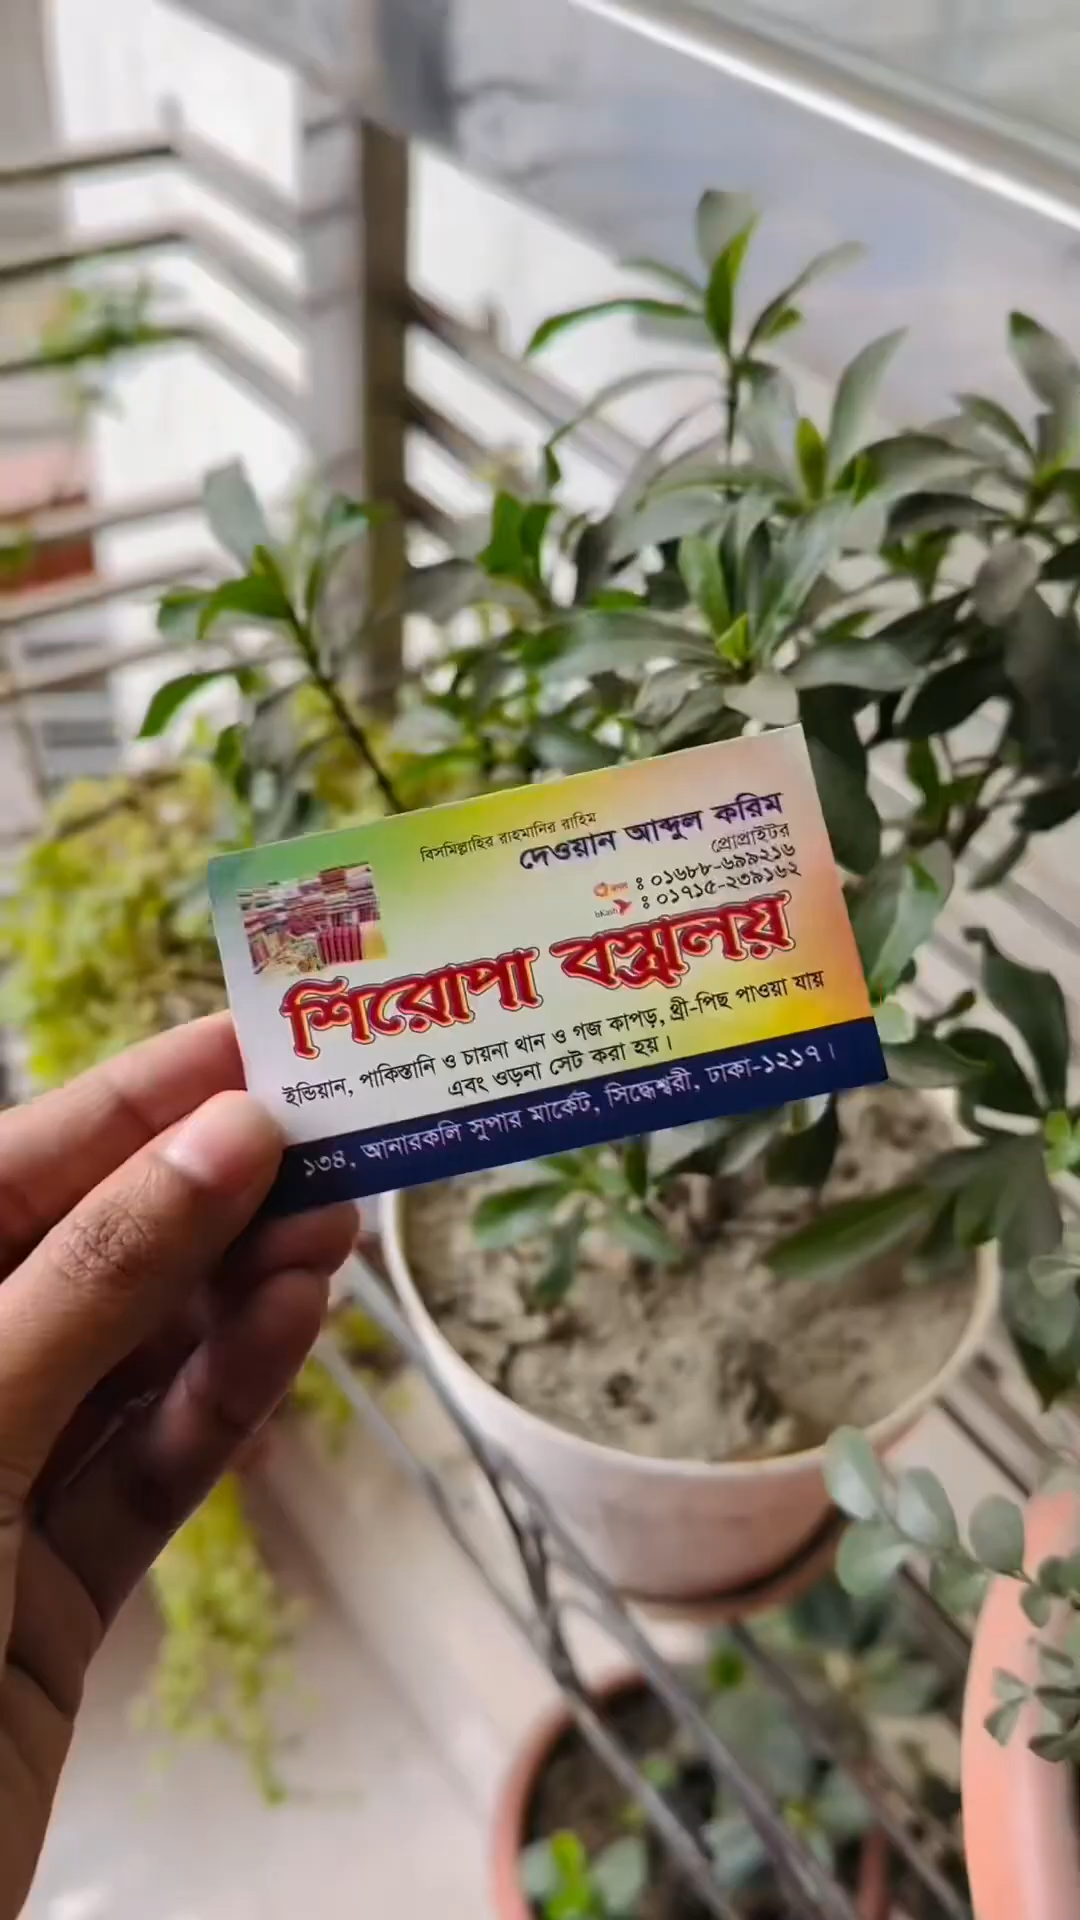 বিসমিল্লাহির রাহমানির রাহিম
দেওয়ান আব্দুল করিম
প্রোপ্রাইটর
: ০১৬৮৮-৬৯৯২১৬
bKash : ০১৭১৫-২৩৯১৬২
শিরোপা বস্ত্রালয়
ইন্ডিয়ান, পাকিস্তানি ও চায়না থান ও গজ কাপড়, থ্রী-পিছ পাওয়া যায়
এবং ওড়না সেট করা হয়।
১৩৪, আনারকলি সুপার মার্কেট, সিদ্ধেশ্বরী, ঢাকা-১২১৭।